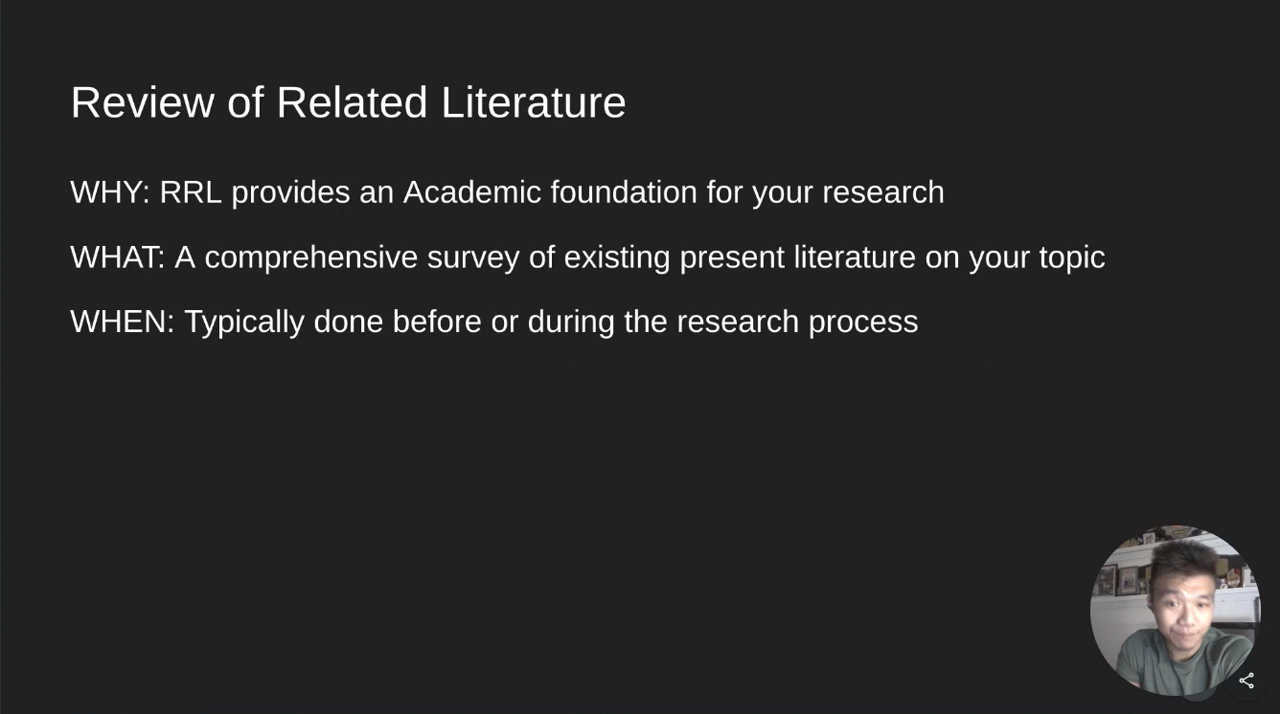 Review of Related Literature
WHY: RRL provides an Academic foundation for your research
WHAT: A comprehensive survey of existing present literature on your topic
WHEN: Typically done before or during the research process